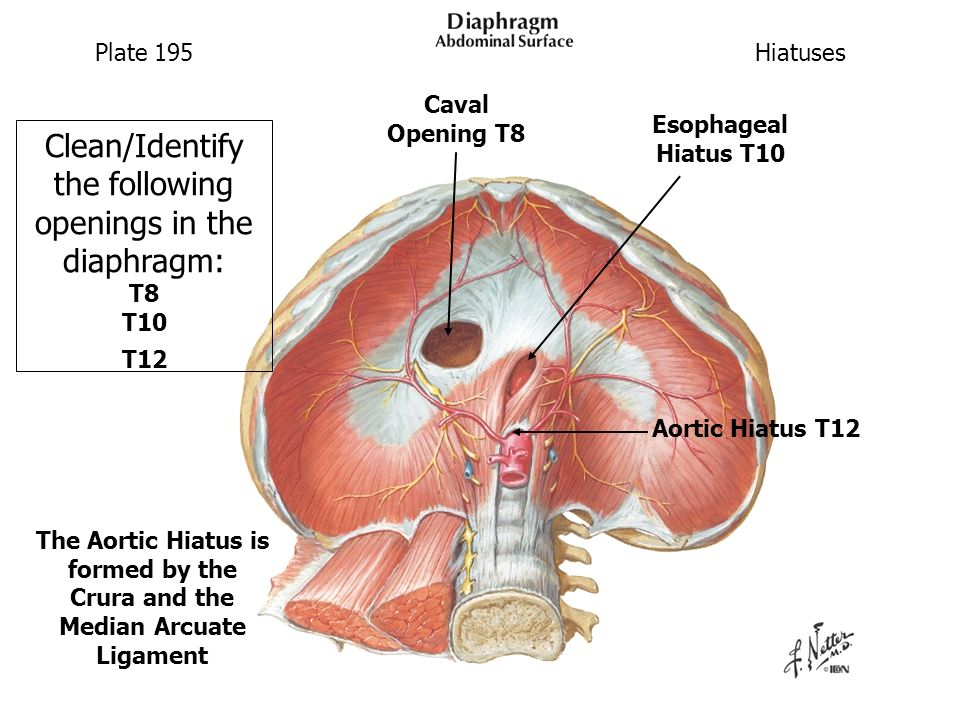 Diaphragm
Abdominal Surface
Plate 195
Hiatuses
Caval
Opening T8
Esophageal
Hiatus T10
Clean/Identify
the following
openings in the
diaphragm:
T8
T10
T12
Aortic Hiatus T12
The Aortic Hiatus is
formed by the
Crura and the
Median Arcuate
Ligament
F. Netter
M.D.
©